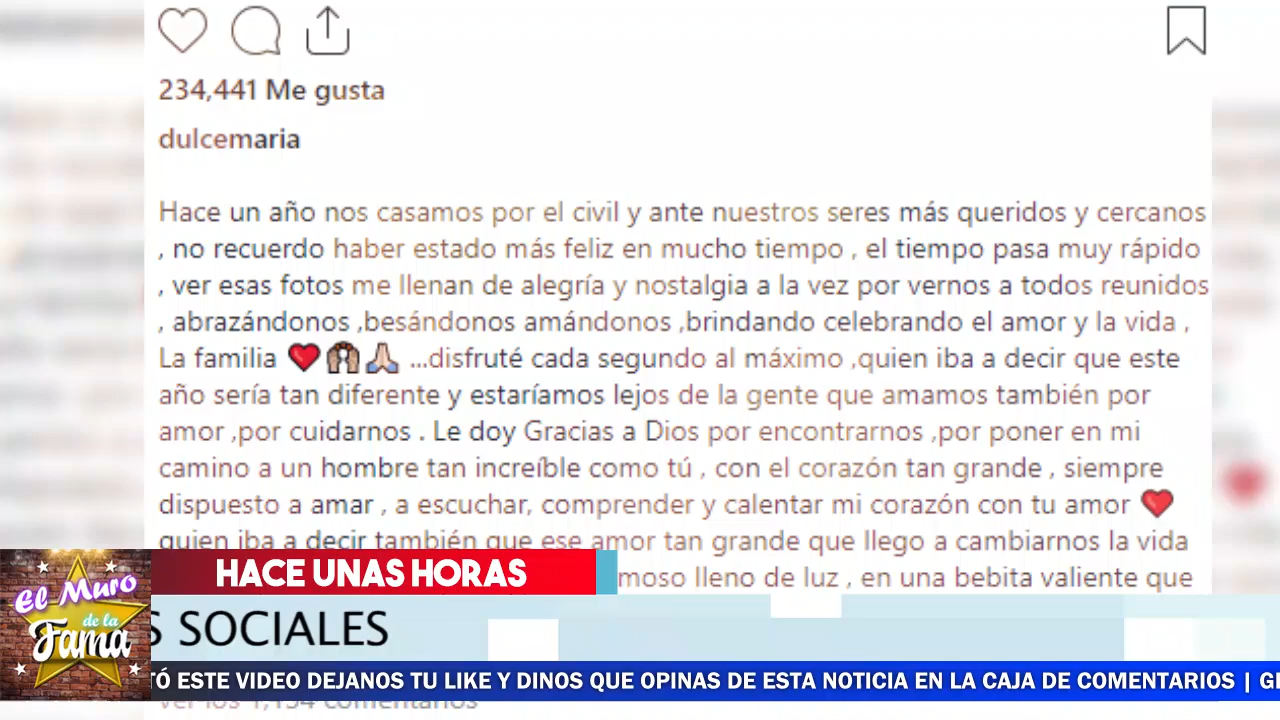 234,441 Me gusta
dulcemaria
Hace un año nos casamos por el civil y ante nuestros seres más queridos y cercanos
, no recuerdo haber estado más feliz en mucho tiempo , el tiempo pasa muy rápido
, ver esas fotos me llenan de alegría y nostalgia a la vez por vernos a todos reunidos
, abrazándonos ,besándonos amándonos ,brindando celebrando el amor y la vida ,
La familia ❤️🙌🙏 ...disfruté cada segundo al máximo ,quien iba a decir que este
año sería tan diferente y estaríamos lejos de la gente que amamos también por
amor ,por cuidarnos . Le doy Gracias a Dios por encontrarnos ,por poner en mi
camino a un hombre tan increíble como tú , con el corazón tan grande , siempre
dispuesto a amar , a escuchar, comprender y calentar mi corazón con tu amor ❤️
quien iba a decir también que ese amor tan grande que llego a cambiarnos la vida
moso lleno de luz , en una bebita valiente que
HACE UNAS HORAS
El Muro
de la
Fama
S SOCIALES
TÓ ESTE VIDEO DEJANOS TU LIKE Y DINOS QUE OPINAS DE ESTA NOTICIA EN LA CAJA DE COMENTARIOS |
comentarios